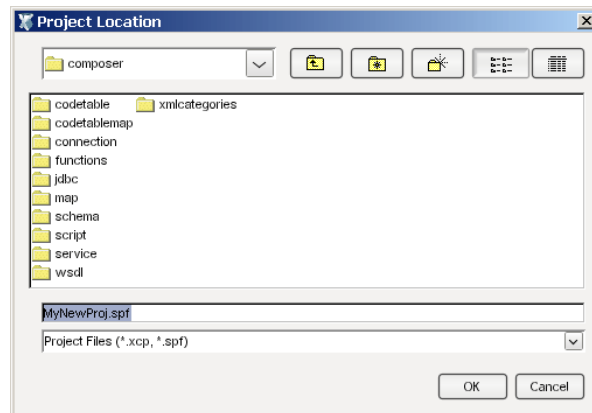 Project Location
composer
codetable xmlcategories
codetablemap
connection
functions
jdbc
map
schema
script
service
wsdl
MyNewProj.spf
Project Files (*.xcp, *.spf)
OK Cancel